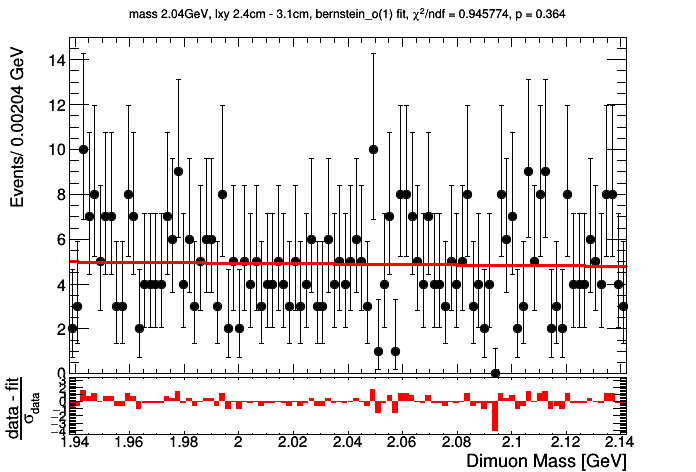 mass 2.04GeV, lxy 2.4cm - 3.1cm, bernstein_o(1) fit, χ²/ndf = 0.945774, p = 0.364
Events/ 0.00204 GeV
14
12
10
8
6
4
2
0
data - fit
σdata
1.94 1.96 1.98 2 2.02 2.04 2.06 2.08 2.1 2.12 2.14
Dimuon Mass [GeV]